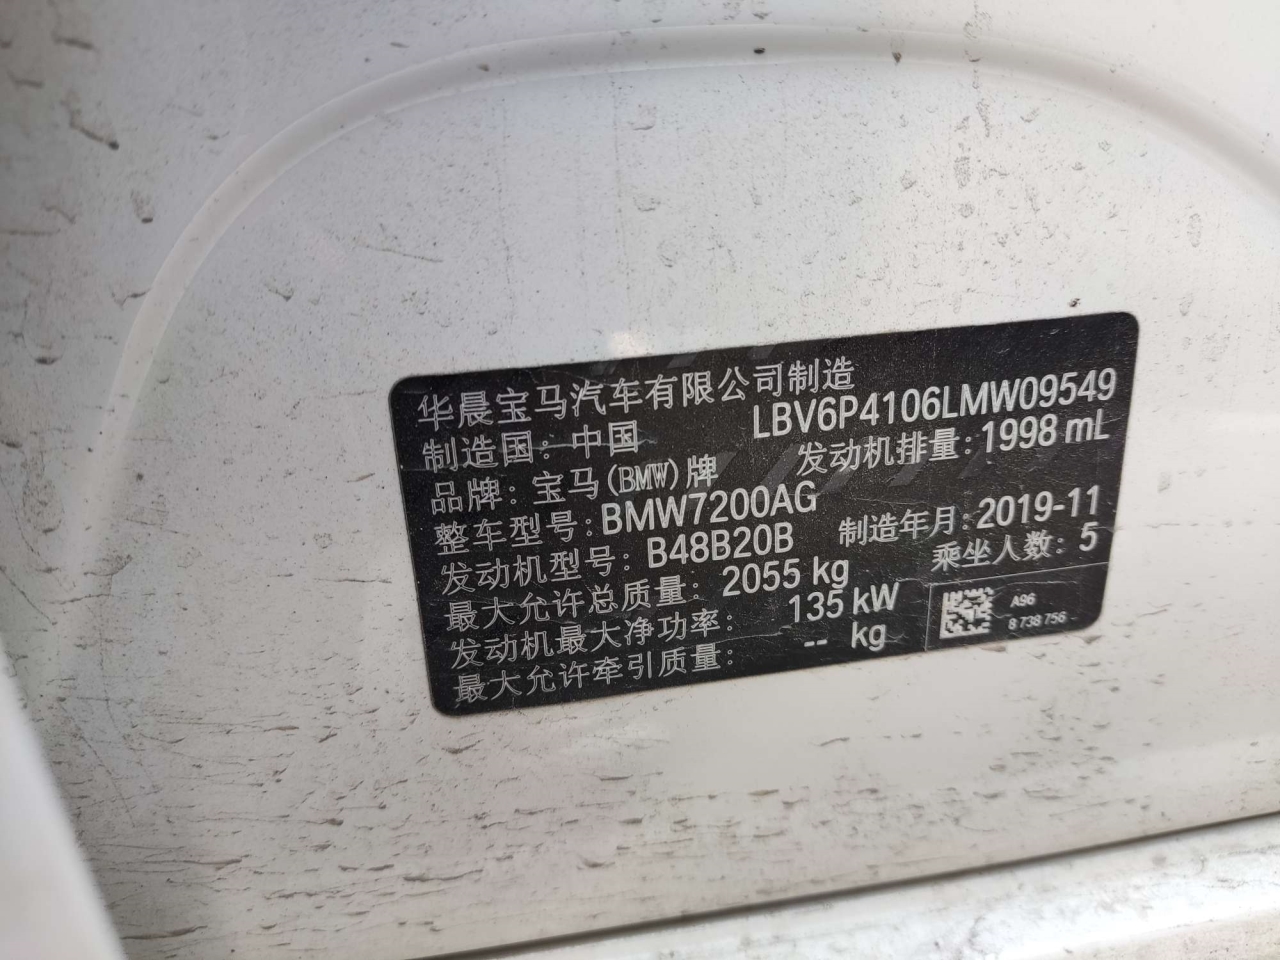 华晨宝马汽车有限公司制造
制造国：中国 LBV6P4106LMW09549
品牌：宝马(BMW)牌 发动机排量：1998 mL
整车型号：BMW7200AG
发动机型号：B48B20B 制造年月：2019-11
最大允许总质量：2055 kg 乘坐人数：5
发动机最大净功率：135 kW
最大允许牵引质量：-- kg
A96
8 738 756